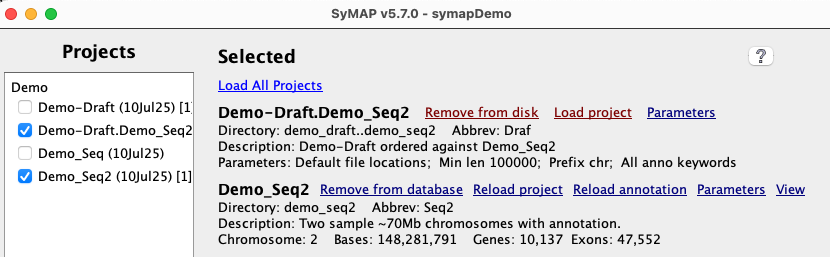 SyMAP v5.7.0 - symapDemo
Projects
Demo
Demo-Draft (10Jul25) [1]
Demo-Draft.Demo_Seq2
Demo_Seq (10Jul25)
Demo_Seq2 (10Jul25) [1]
Selected
?
Load All Projects
Demo-Draft.Demo_Seq2 Remove from disk Load project Parameters
Directory: demo_draft..demo_seq2 Abbrev: Draf
Description: Demo-Draft ordered against Demo_Seq2
Parameters: Default file locations; Min len 100000; Prefix chr; All anno keywords
Demo_Seq2 Remove from database Reload project Reload annotation Parameters View
Directory: demo_seq2 Abbrev: Seq2
Description: Two sample ~70Mb chromosomes with annotation.
Chromosome: 2 Bases: 148,281,791 Genes: 10,137 Exons: 47,552